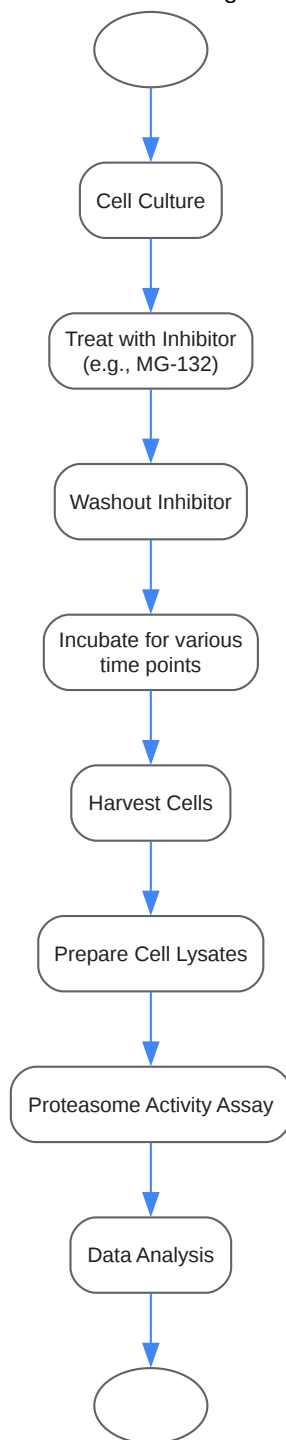 Cell Culture
Treat with Inhibitor
(e.g., MG-132)
Washout Inhibitor
Incubate for various
time points
Harvest Cells
Prepare Cell Lysates
Proteasome Activity Assay
Data Analysis